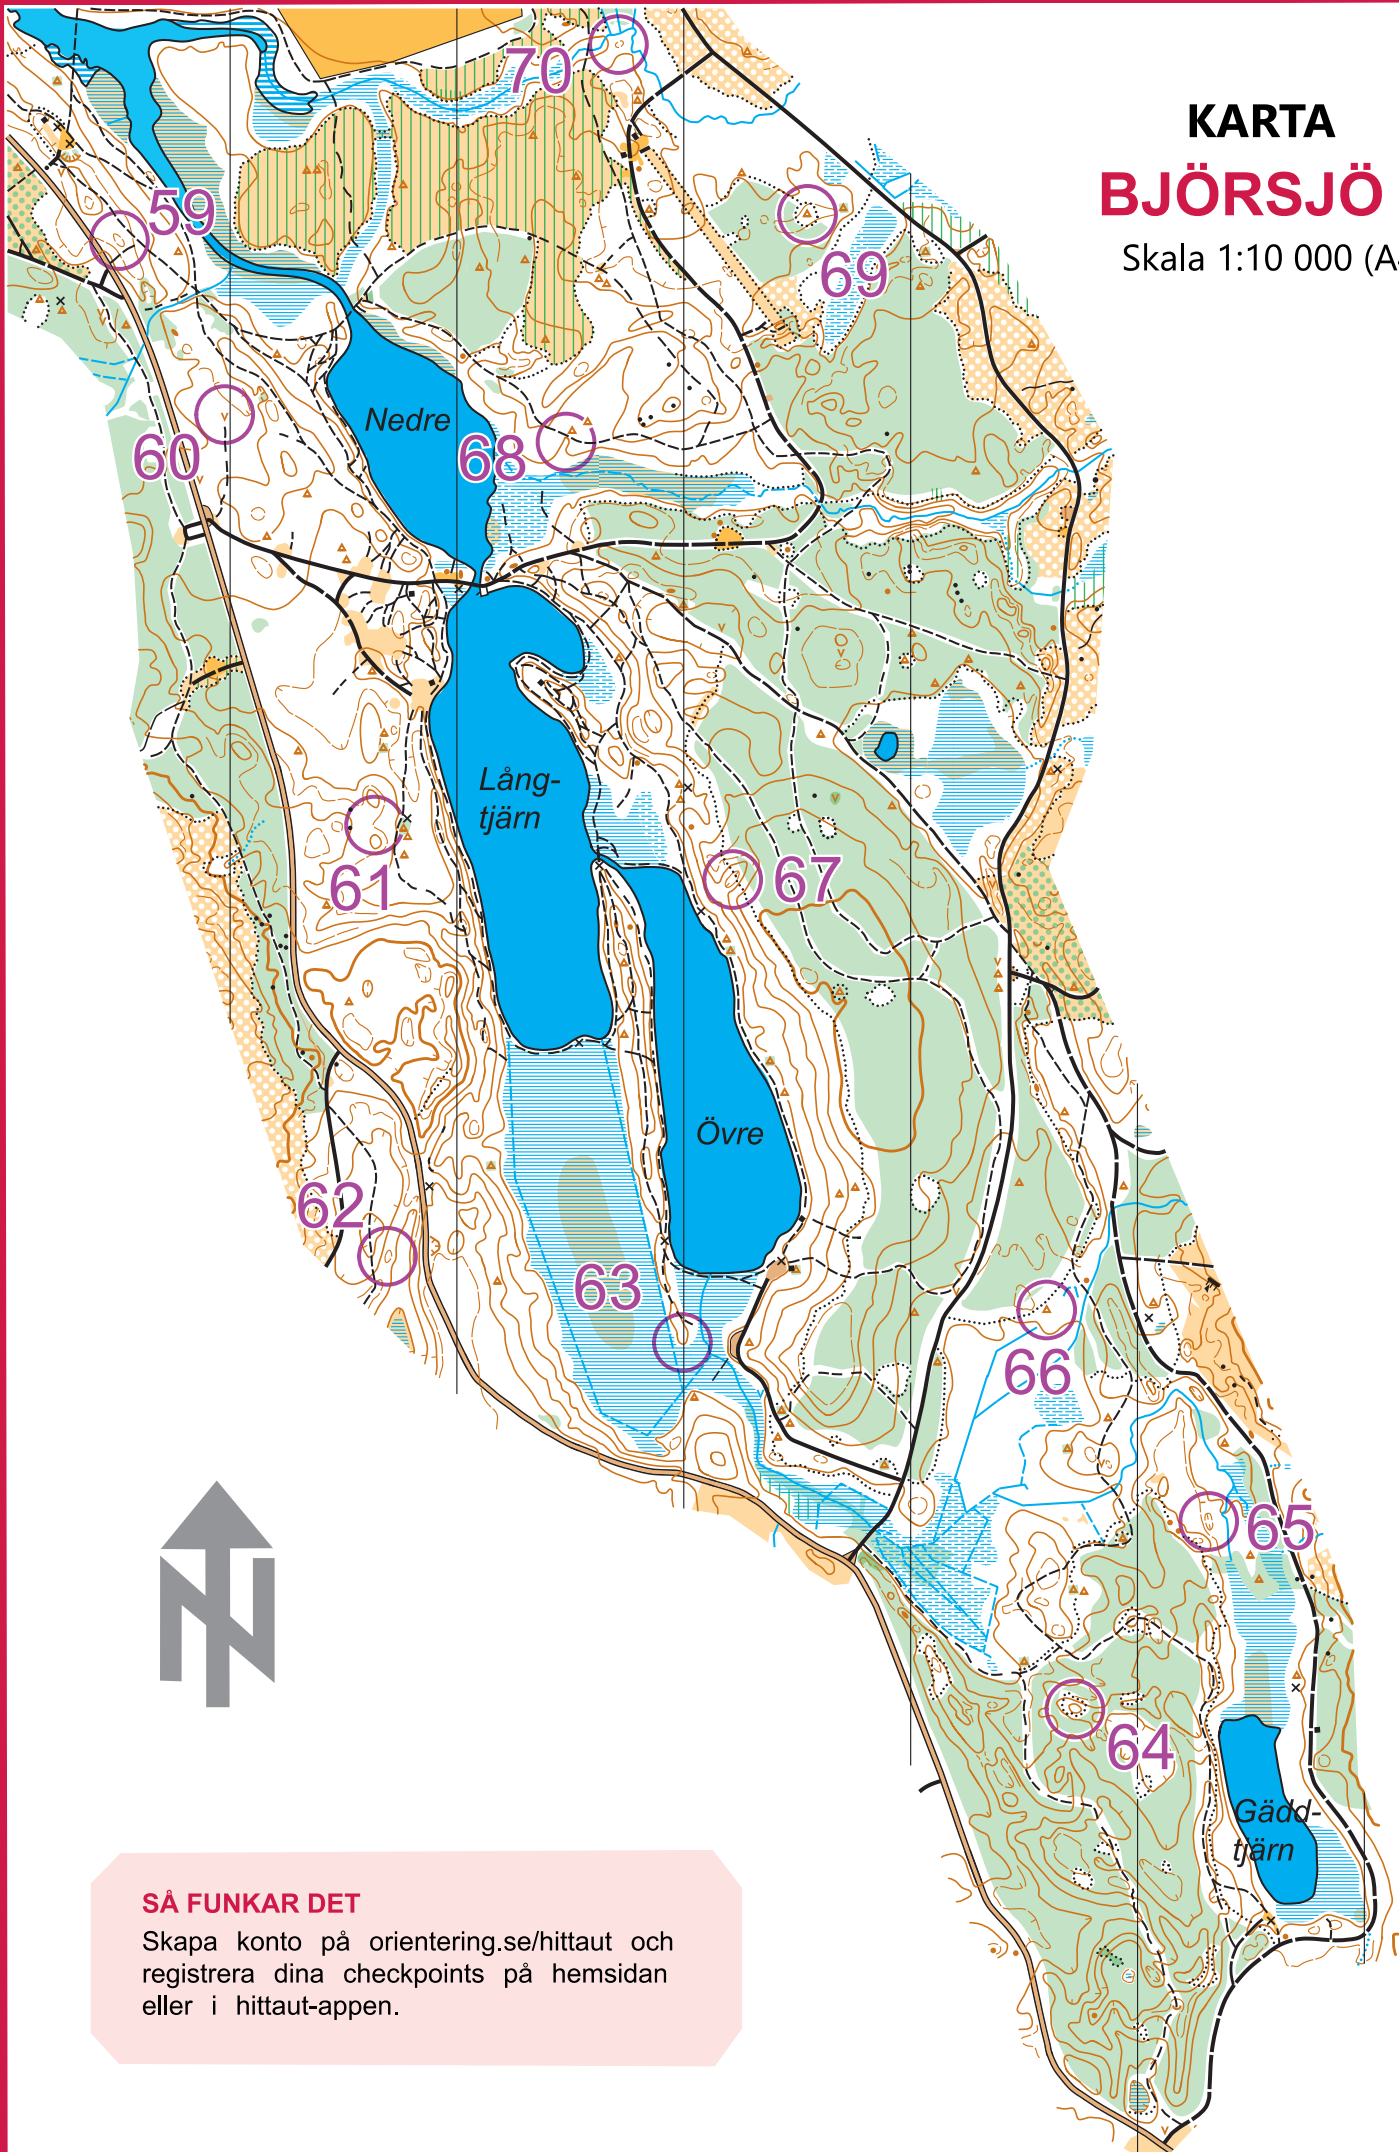 KARTA
BJÖRSJÖ
Skala 1:10 000
70
59
69
Nedre
68
60
Lång-
tjärn
61
67
Övre
62
63
66
65
64
Gädd-
tjärn
SÅ FUNKAR DET
Skapa konto på orientering.se/hittaut och
registrera dina checkpoints på hemsidan
eller i hittaut-appen.